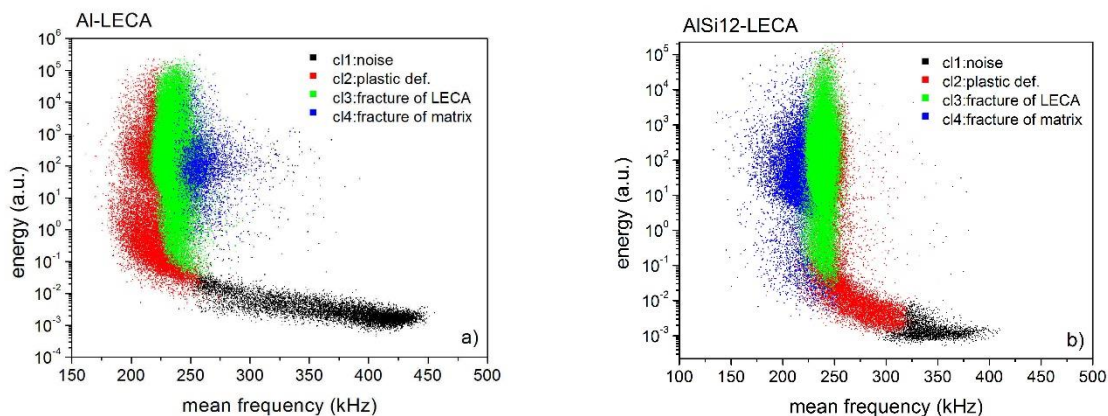 Al-LECA
cl1:noise
cl2:plastic def.
cl3:fracture of LECA
cl4:fracture of matrix
10^6
10^5
10^4
10^3
10^2
10^1
10^0
10^-1
10^-2
10^-3
10^-4
energy (a.u.)
a)
150 200 250 300 350 400 450 500
mean frequency (kHz)
AlSi12-LECA
cl1:noise
cl2:plastic def.
cl3:fracture of LECA
cl4:fracture of matrix
10^5
10^4
10^3
10^2
10^1
10^0
10^-1
10^-2
10^-3
energy (a.u.)
b)
100 150 200 250 300 350 400 450 500
mean frequency (kHz)